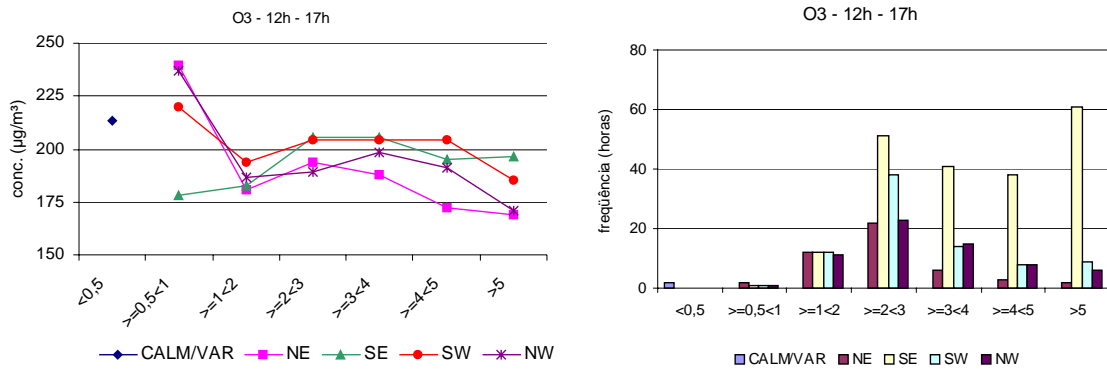 O3 - 12h - 17h
250
225
200
175
150
conc. (µg/m³)
<0,5
>=0,5<1
>=1<2
>=2<3
>=3<4
>=4<5
>5
CALM/VAR NE SE SW NW
O3 - 12h - 17h
80
60
40
20
0
freqüência (horas)
<0,5 >=0,5<1 >=1<2 >=2<3 >=3<4 >=4<5 >5
CALM/VAR NE SE SW NW